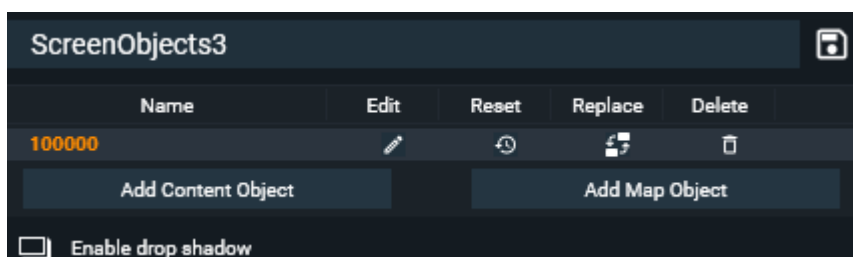 ScreenObjects3
Name Edit Reset Replace Delete
100000
Add Content Object Add Map Object
Enable drop shadow